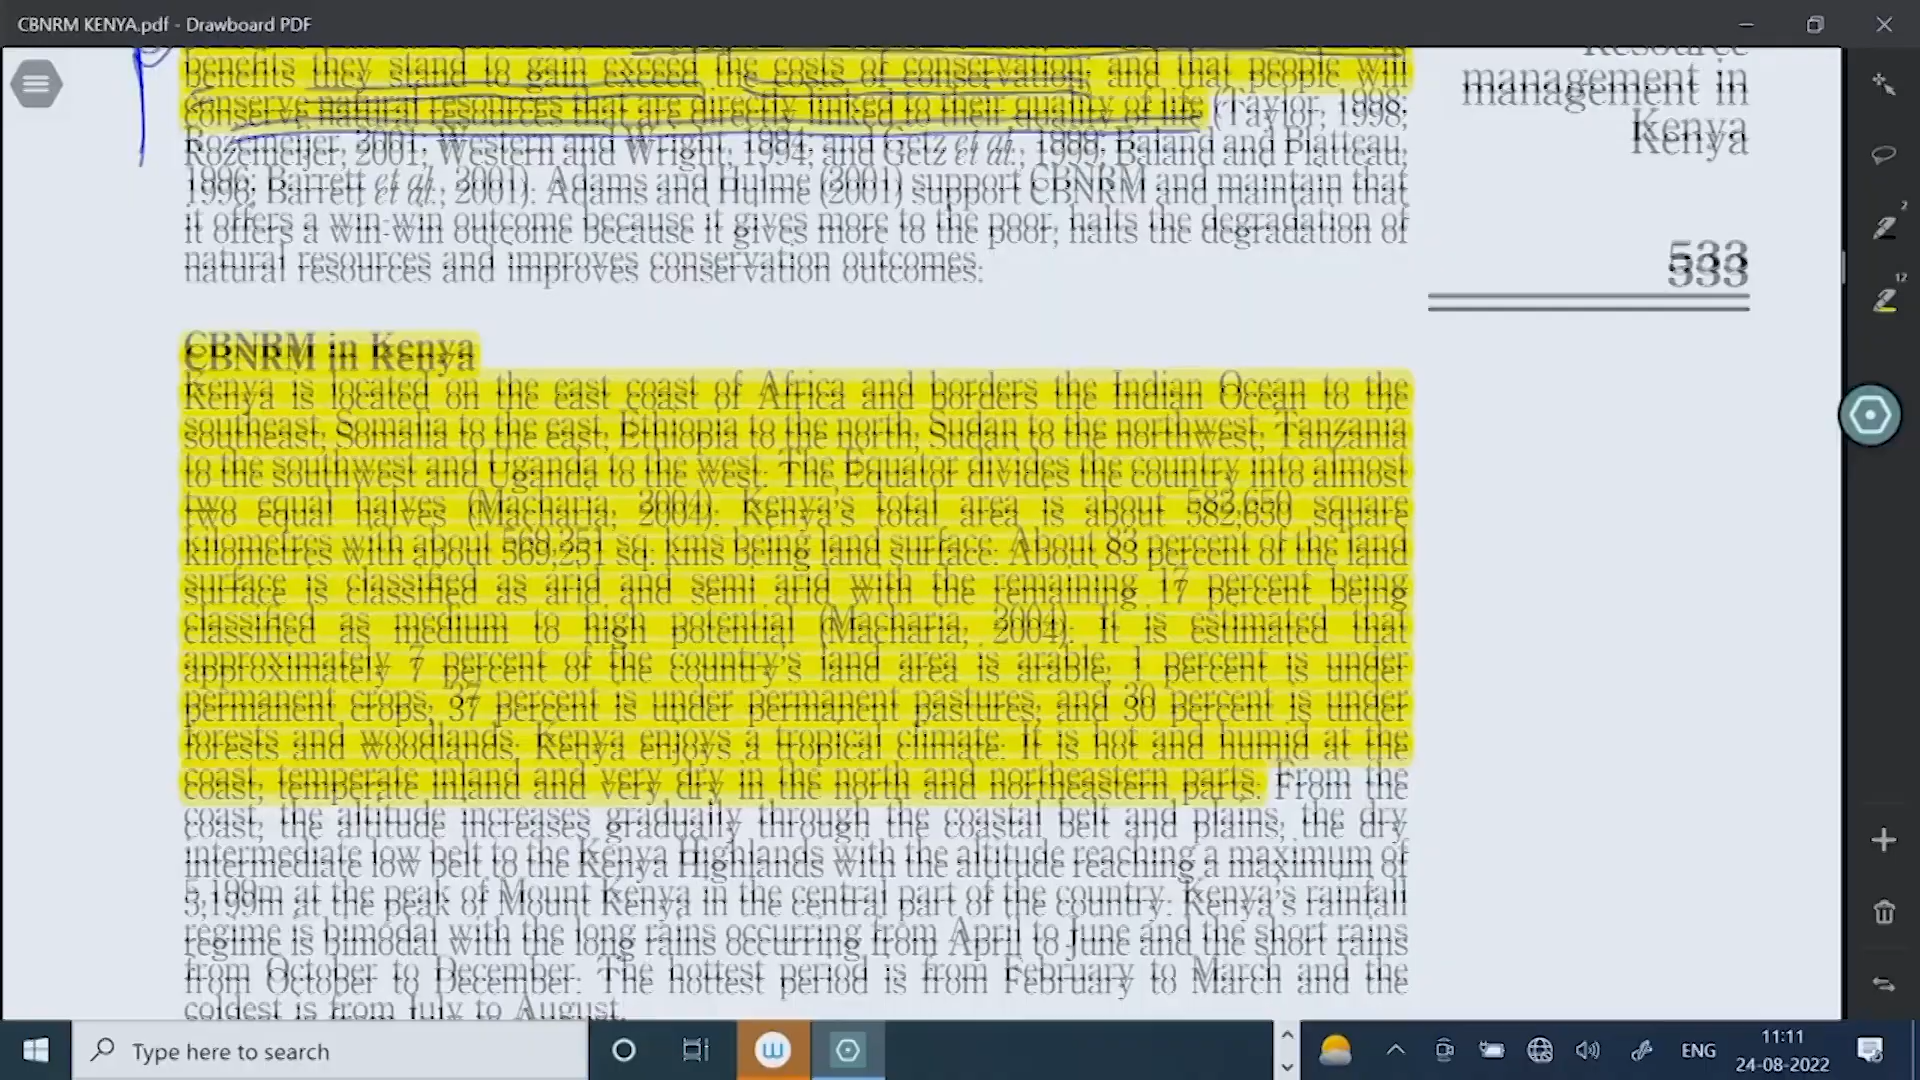 CBNRM KENYA.pdf - Drawboard PDF
benefits they stand to gain exceed the costs of conservation; and that people will
conserve natural resources that are directly linked to their quality of life (Taylor, 1998;
Rozemeijer, 2001; Western and Wright, 1994; and Getz et al., 1999; Baland and Platteau,
1996; Barrett et al., 2001). Adams and Hulme (2001) support CBNRM and maintain that
it offers a win-win outcome because it gives more to the poor, halts the degradation of
natural resources and improves conservation outcomes.
Resource
management in
Kenya
533
CBNRM in Kenya
Kenya is located on the east coast of Africa and borders the Indian Ocean to the
southeast, Somalia to the east, Ethiopia to the north, Sudan to the northwest, Tanzania
to the southwest and Uganda to the west. The Equator divides the country into almost
two equal halves (Macharia, 2004). Kenya's total area is about 582,650 square
kilometres with about 569,251 sq. kms being land surface. About 83 percent of the land
surface is classified as arid and semi arid with the remaining 17 percent being
classified as medium to high potential (Macharia, 2004). It is estimated that
approximately 7 percent of the country's land area is arable, 1 percent is under
permanent crops, 37 percent is under permanent pastures, and 30 percent is under
forests and woodlands. Kenya enjoys a tropical climate. It is hot and humid at the
coast, temperate inland and very dry in the north and northeastern parts. From the
coast, the altitude increases gradually through the coastal belt and plains, the dry
intermediate low belt to the Kenya Highlands with the altitude reaching a maximum of
5,199m at the peak of Mount Kenya in the central part of the country. Kenya's rainfall
regime is bimodal with the long rains occurring from April to June and the short rains
from October to December. The hottest period is from February to March and the
coldest is from July to August.
2
12
Type here to search
ENG
11:11
24-08-2022